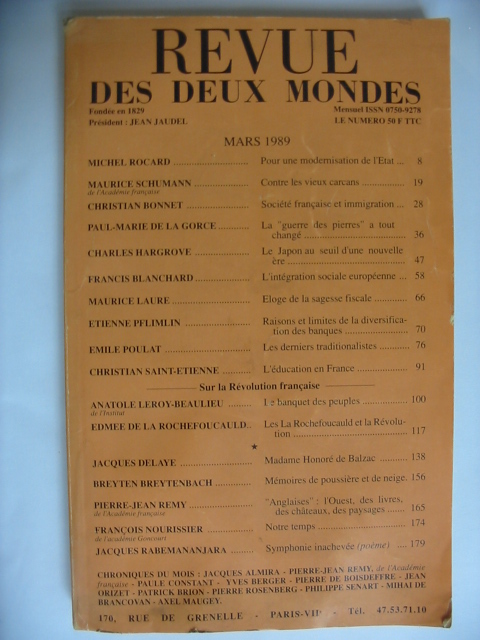 REVUE
DES DEUX MONDES
Fondée en 1829 Mensuel ISSN 0750-9278
Président : JEAN JAUDEL LE NUMERO 50 F TTC
MARS 1989
MICHEL ROCARD ........................ Pour une modernisation de l'Etat ... 8
MAURICE SCHUMANN ................. Contre les vieux carcans ................ 19
de l'Académie française
CHRISTIAN BONNET .................... Société française et immigration ... 28
PAUL-MARIE DE LA GORCE .......... La "guerre des pierres" a tout
changé ................................ 36
CHARLES HARGROVE .................. Le Japon au seuil d'une nouvelle
ère .................................... 47
FRANCIS BLANCHARD .................. L'intégration sociale européenne ... 58
MAURICE LAURE ........................ Eloge de la sagesse fiscale ........... 66
ETIENNE PFLIMLIN ..................... Raisons et limites de la diversifica-
tion des banques ................... 70
EMILE POULAT .......................... Les derniers traditionalistes ........... 76
CHRISTIAN SAINT-ETIENNE ......... L'éducation en France ................ 91
Sur la Révolution française
ANATOLE LEROY-BEAULIEU ......... Le banquet des peuples ............... 100
de l'Institut
EDMEE DE LA ROCHEFOUCAULD.. Les La Rochefoucauld et la Révolu-
tion .................................... 117
★
JACQUES DELAYE ....................... Madame Honoré de Balzac .......... 138
BREYTEN BREYTENBACH ............ Mémoires de poussière et de neige. 156
PIERRE-JEAN REMY .................... "Anglaises" : l'Ouest, des livres,
de l'Académie française des châteaux, des paysages ....... 165
FRANÇOIS NOURISSIER ............... Notre temps ............................. 174
de l'académie Goncourt
JACQUES RABEMANANJARA ........ Symphonie inachevée (poème) .... 179
CHRONIQUES DU MOIS : JACQUES ALMIRA - PIERRE-JEAN REMY, de l'Académie
française - PAULE CONSTANT - YVES BERGER - PIERRE DE BOISDEFFRE - JEAN
ORIZET - PATRICK BRION - PIERRE ROSENBERG - PHILIPPE SENART - MIHAI DE
BRANCOVAN - AXEL MAUGEY.
170, RUE DE GRENELLE - PARIS-VIIe - Tél. 47.53.71.10